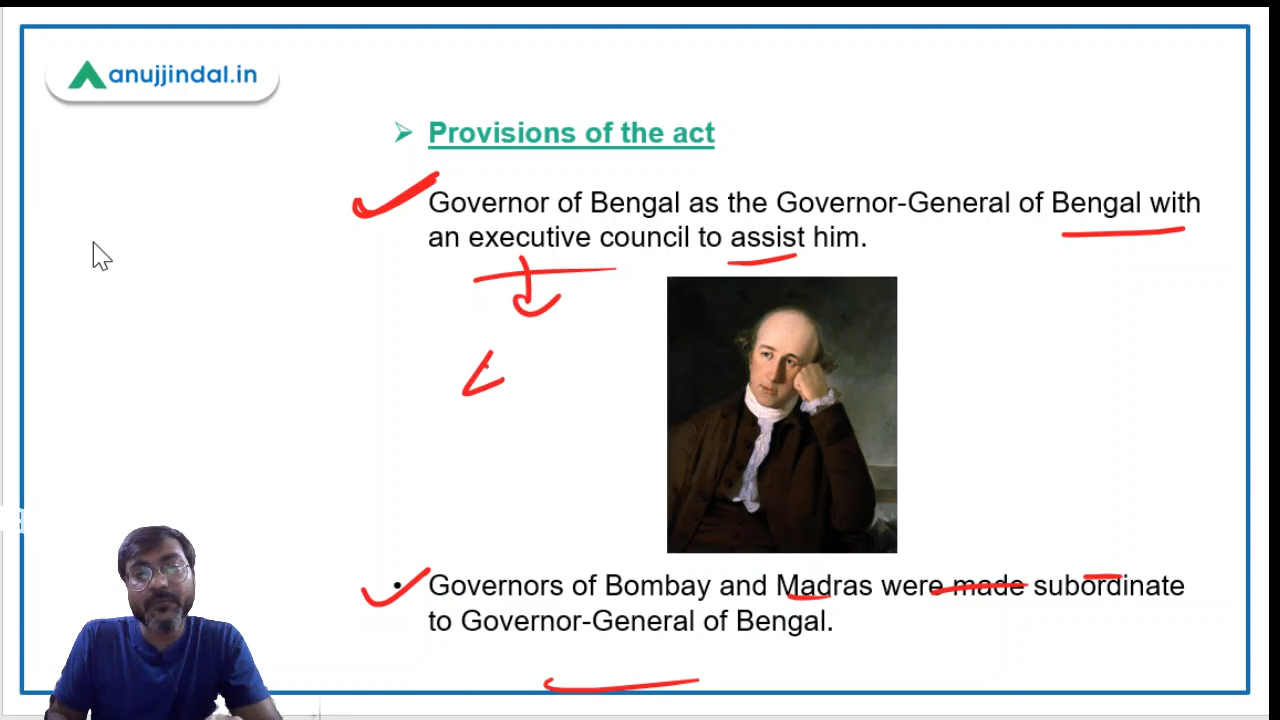 anujjindal.in
Provisions of the act
Governor of Bengal as the Governor-General of Bengal with
an executive council to assist him.
• Governors of Bombay and Madras were made subordinate
to Governor-General of Bengal.